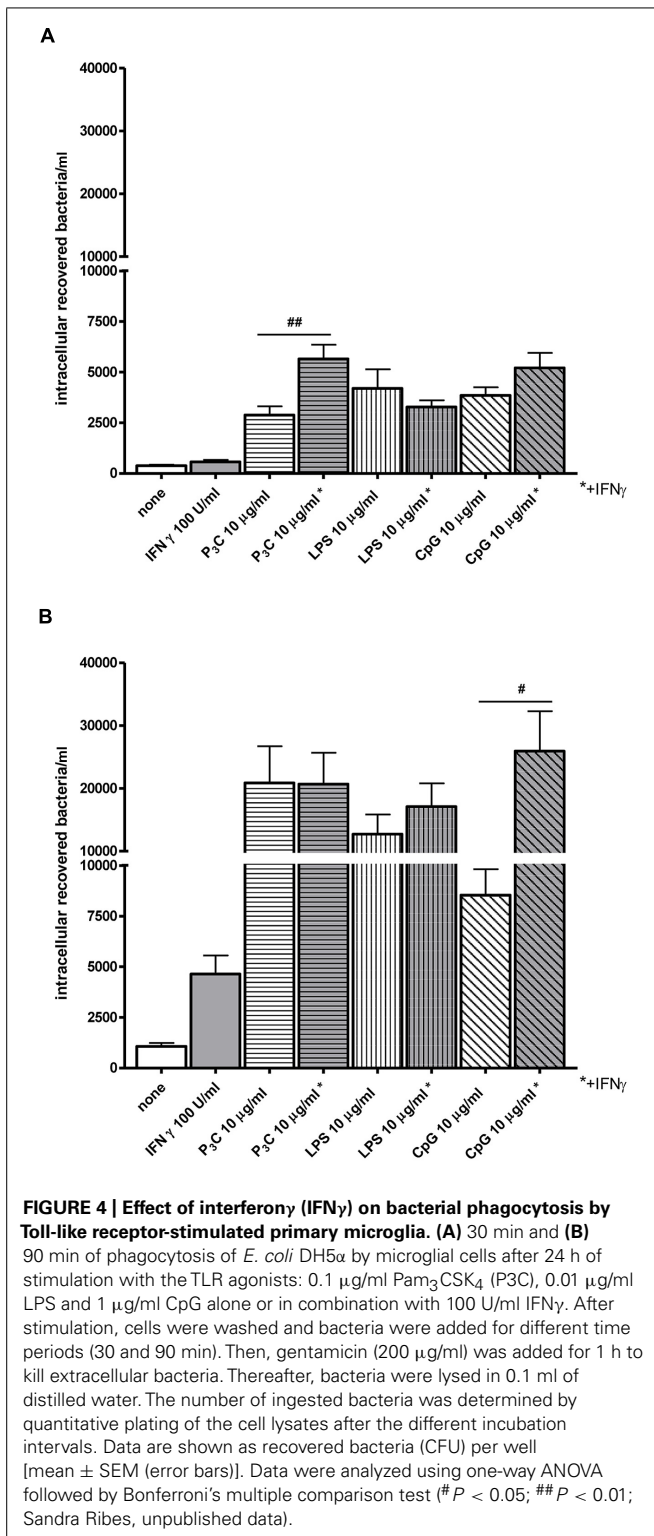 A
40000
30000
20000
10000
10000
7500
5000
2500
0
intracellular recovered bacteria/ml
##
none
IFN γ 100 U/ml
P₃C 10 μg/ml
P₃C 10 μg/ml *
LPS 10 μg/ml
LPS 10 μg/ml *
CpG 10 μg/ml
CpG 10 μg/ml *
*+IFNγ
B
40000
30000
20000
10000
10000
7500
5000
2500
0
intracellular recovered bacteria/ml
#
none
IFN γ 100 U/ml
P₃C 10 μg/ml
P₃C 10 μg/ml *
LPS 10 μg/ml
LPS 10 μg/ml *
CpG 10 μg/ml
CpG 10 μg/ml *
*+IFNγ
FIGURE 4 | Effect of interferonγ (IFNγ) on bacterial phagocytosis by
Toll-like receptor-stimulated primary microglia. (A) 30 min and (B)
90 min of phagocytosis of E. coli DH5α by microglial cells after 24 h of
stimulation with the TLR agonists: 0.1 μg/ml Pam₃CSK₄ (P3C), 0.01 μg/ml
LPS and 1 μg/ml CpG alone or in combination with 100 U/ml IFNγ. After
stimulation, cells were washed and bacteria were added for different time
periods (30 and 90 min). Then, gentamicin (200 μg/ml) was added for 1 h to
kill extracellular bacteria. Thereafter, bacteria were lysed in 0.1 ml of
distilled water. The number of ingested bacteria was determined by
quantitative plating of the cell lysates after the different incubation
intervals. Data are shown as recovered bacteria (CFU) per well
[mean ± SEM (error bars)]. Data were analyzed using one-way ANOVA
followed by Bonferroni's multiple comparison test (#P < 0.05; ##P < 0.01;
Sandra Ribes, unpublished data).